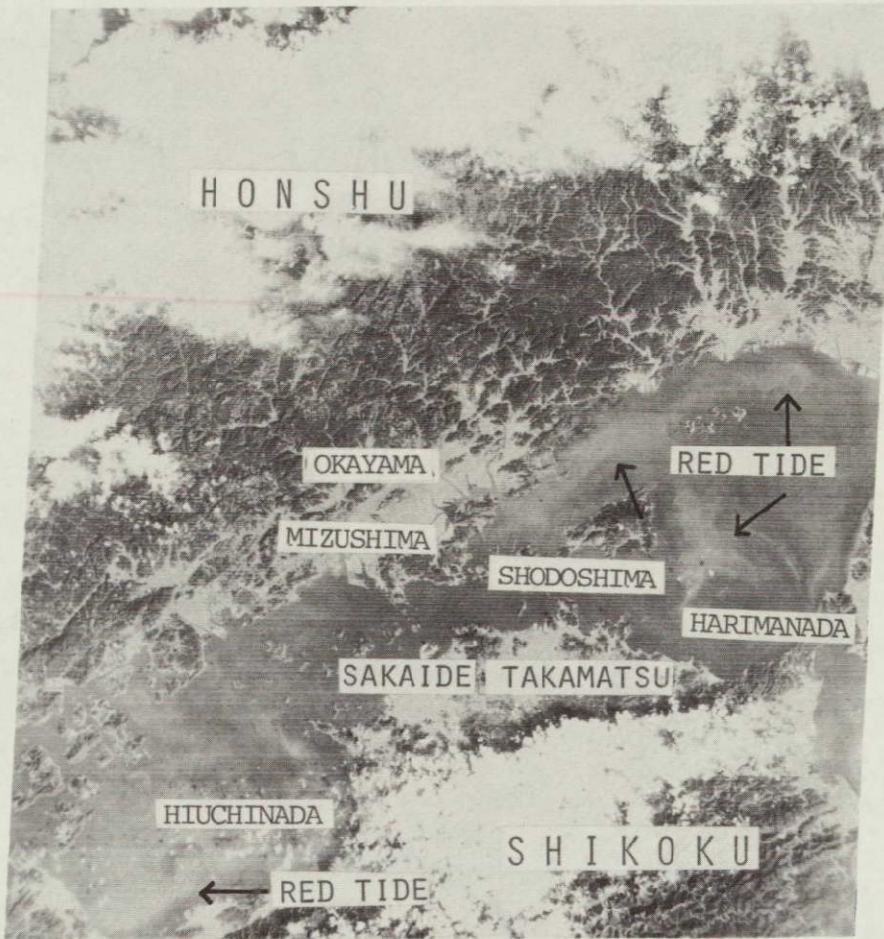 HONSHU
OKAYAMA
RED TIDE
MIZUSHIMA
SHODOSHIMA
HARIMANADA
SAKAIDE TAKAMATSU
HIUCHINADA
SHIKOKU
RED TIDE